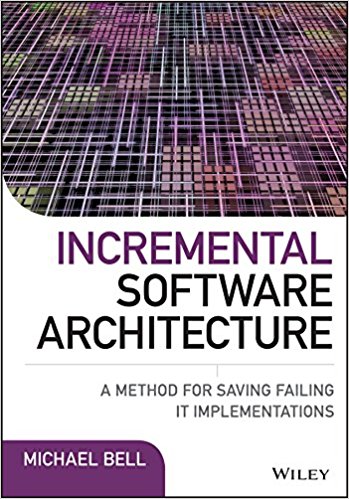 INCREMENTAL
SOFTWARE
ARCHITECTURE
A METHOD FOR SAVING FAILING
IT IMPLEMENTATIONS
MICHAEL BELL
WILEY